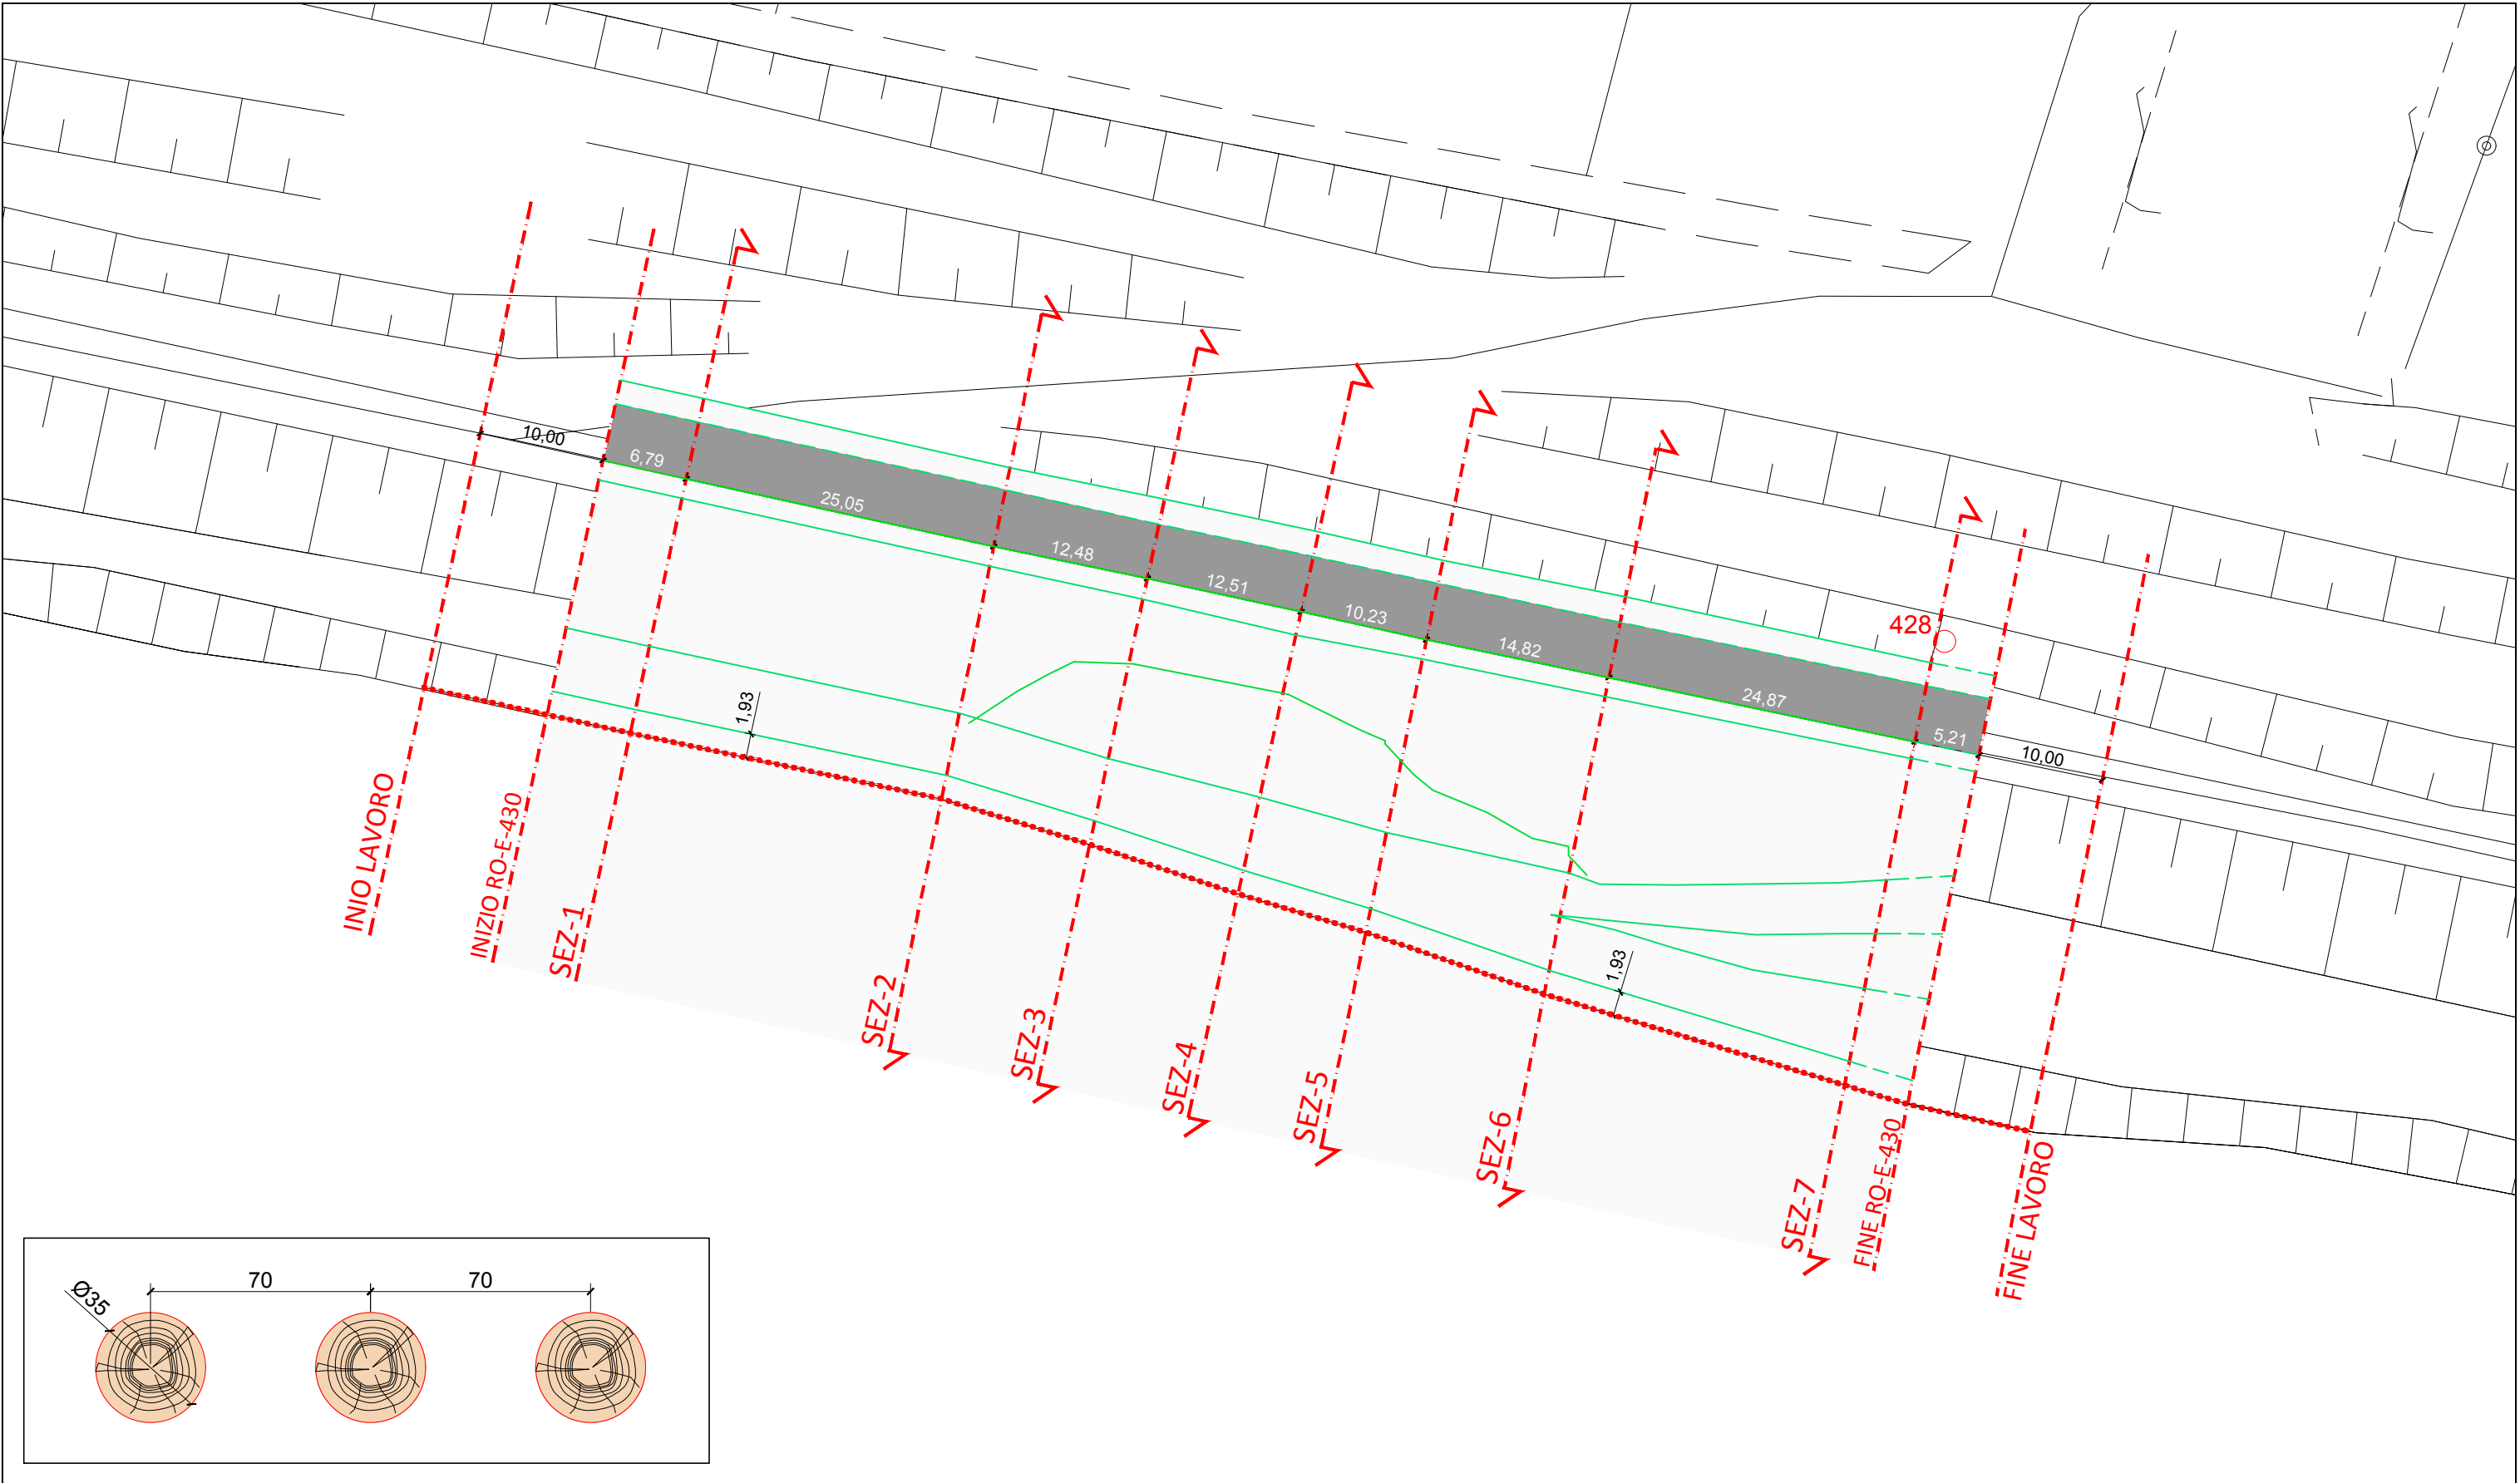 10,00
6,79
25,05
12,48
12,51
10,23
14,82
24,87
5,21
10,00
428
1,93
1,93
INIO LAVORO
INIZIO RO-E-430
SEZ-1
SEZ-2
SEZ-3
SEZ-4
SEZ-5
SEZ-6
SEZ-7
FINE RO-E-430
FINE LAVORO
70
70
Ø35